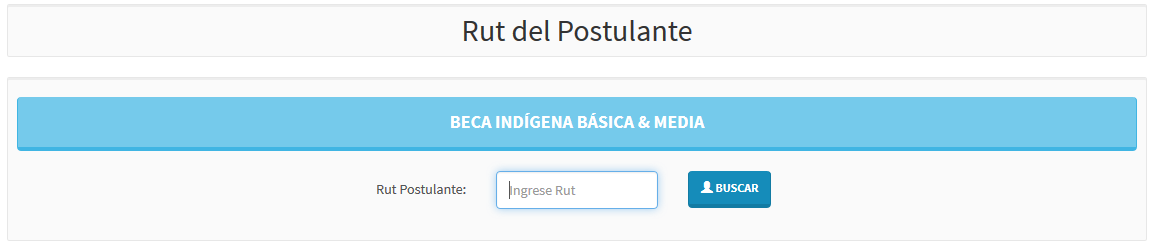 Rut del Postulante
BECA INDÍGENA BÁSICA & MEDIA
Rut Postulante: Ingrese Rut BUSCAR